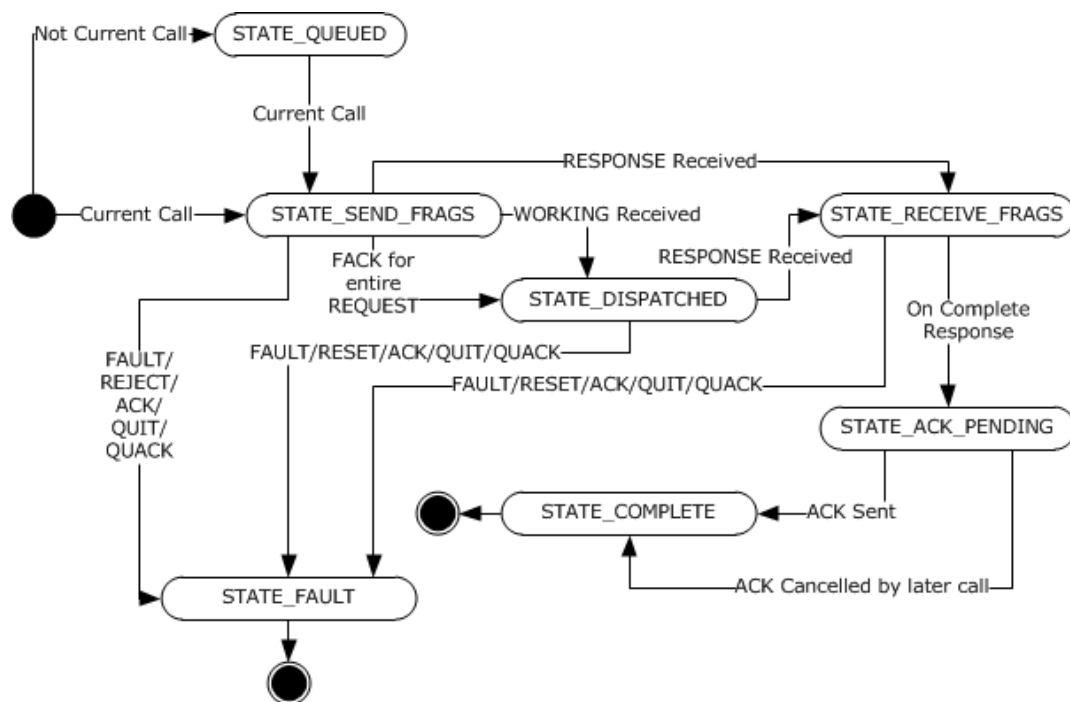 Not Current Call
STATE_QUEUED
Current Call
RESPONSE Received
Current Call
STATE_SEND_FRAGS
WORKING Received
STATE_RECEIVE_FRAGS
FACK for
entire
REQUEST
RESPONSE Received
STATE_DISPATCHED
On Complete
Response
FAULT/RESET/ACK/QUIT/QUACK
FAULT/
REJECT/
ACK/
QUIT/
QUACK
FAULT/RESET/ACK/QUIT/QUACK
STATE_ACK_PENDING
STATE_COMPLETE
ACK Sent
ACK Cancelled by later call
STATE_FAULT